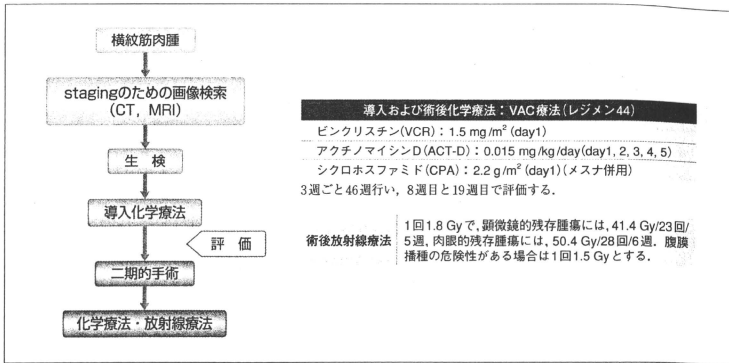 横紋筋肉腫
stagingのための画像検索
(CT, MRI)
生 検
導入化学療法
評 価
二期的手術
化学療法・放射線療法
導入および術後化学療法：VAC療法(レジメン44)
ビンクリスチン(VCR)：1.5 mg/m² (day1)
アクチノマイシンD(ACT-D)：0.015 mg/kg/day(day1, 2, 3, 4, 5)
シクロホスファミド(CPA)：2.2 g/m² (day1) (メスナ併用)
3週ごと46週行い，8週目と19週目で評価する．
術後放射線療法
1回1.8 Gyで，顕微鏡的残存腫瘍には，41.4 Gy/23回/
5週，肉眼的残存腫瘍には，50.4 Gy/28回/6週．腹膜
播種の危険性がある場合は1回1.5 Gyとする．